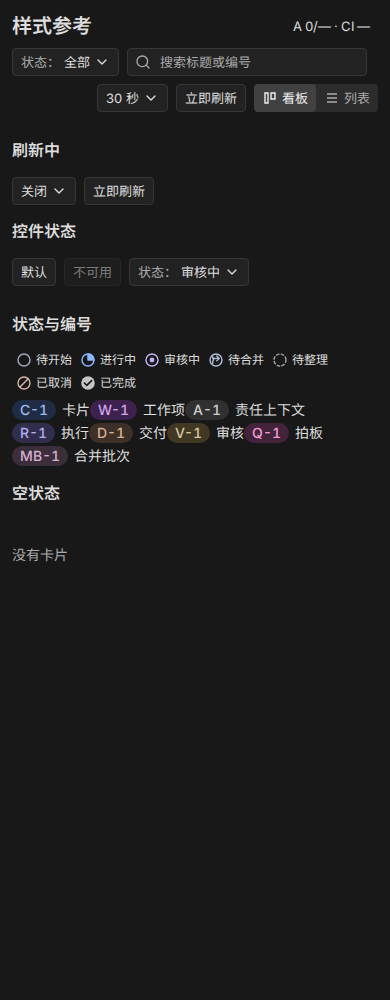 样式参考
A 0/— · CI —
状态: 全部
搜索标题或编号
30 秒 立即刷新 看板 列表
刷新中
关闭 立即刷新
控件状态
默认 不可用 状态: 审核中
状态与编号
待开始 进行中 审核中 待合并 待整理
已取消 已完成
C-1 卡片 W-1 工作项 A-1 责任上下文
R-1 执行 D-1 交付 V-1 审核 Q-1 拍板
MB-1 合并批次
空状态
没有卡片